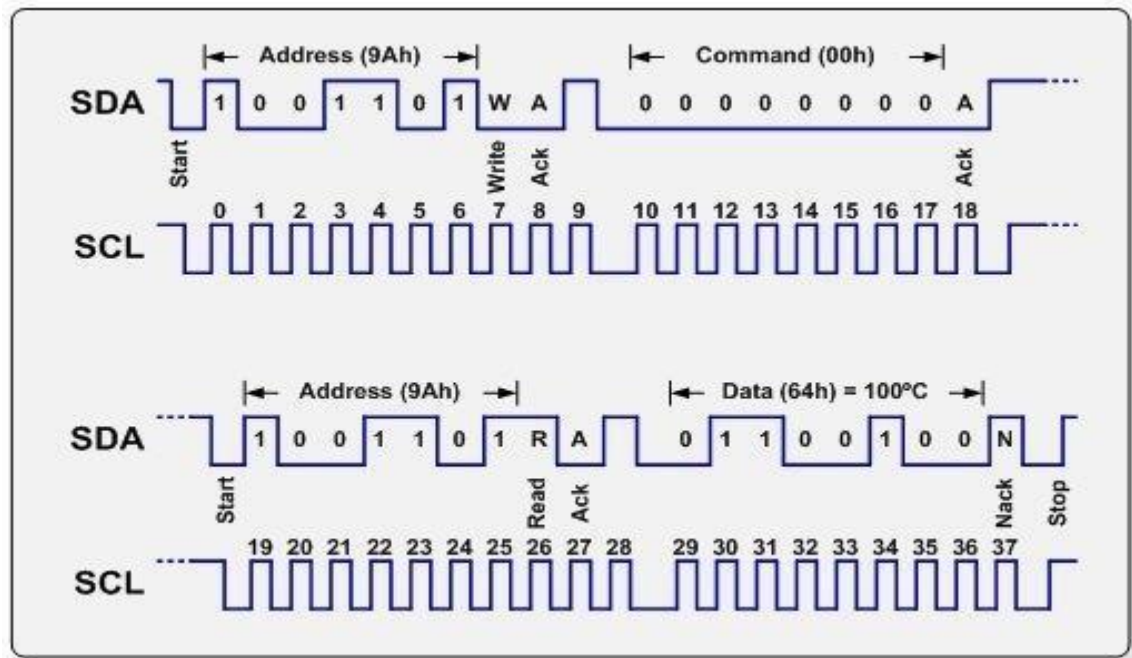 Address (9Ah) Command (00h)
SDA 1 0 0 1 1 0 1 W A 0 0 0 0 0 0 0 0 A
Start Write Ack Ack
0 1 2 3 4 5 6 7 8 9 10 11 12 13 14 15 16 17 18
SCL
Address (9Ah) Data (64h) = 100ºC
SDA 1 0 0 1 1 0 1 R A 0 1 1 0 0 1 0 0 N
Start Read Ack Nack Stop
19 20 21 22 23 24 25 26 27 28 29 30 31 32 33 34 35 36 37
SCL